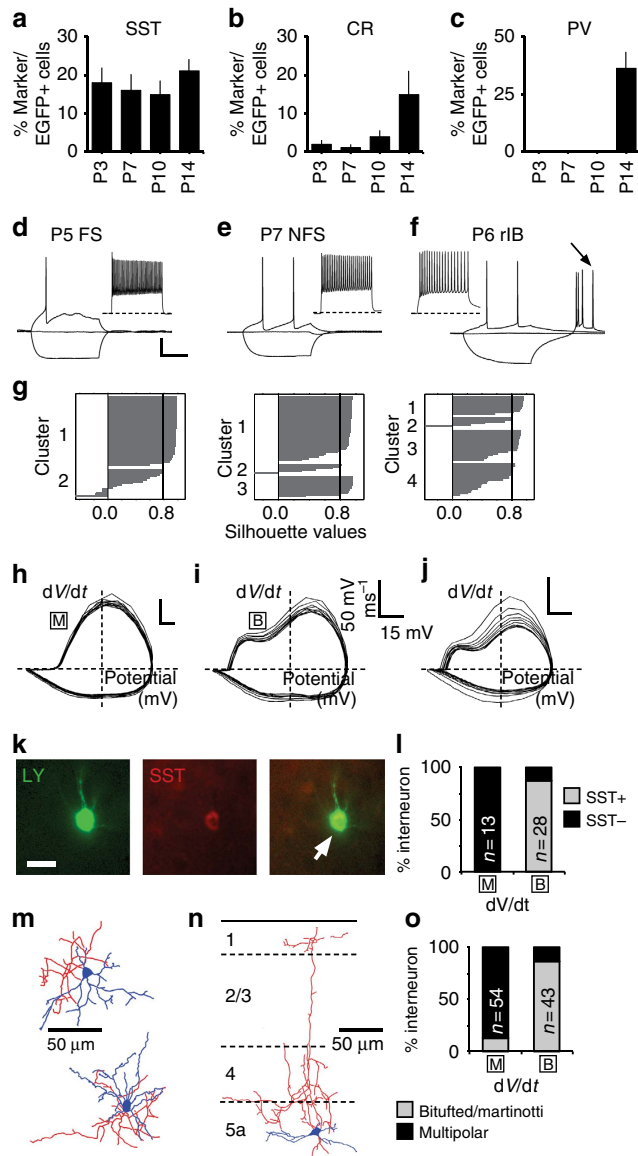 a
SST
% Marker/
EGFP+ cells
30
20
10
0
P3
P7
P10
P14
b
CR
% Marker/
EGFP+ cells
30
20
10
0
P3
P7
P10
P14
c
PV
% Marker/
EGFP+ cells
50
25
0
P3
P7
P10
P14
d
P5 FS
e
P7 NFS
f
P6 rIB
g
Cluster
1
2
0.0
0.8
Cluster
1
2
3
0.0
0.8
Cluster
1
2
3
4
0.0
0.8
Silhouette values
h
dV/dt
M
Potential
(mV)
i
dV/dt
B
Potential
(mV)
50 mV
ms−1
15 mV
j
dV/dt
Potential
(mV)
k
LY
SST
l
% interneuron
100
50
0
n = 13
n = 28
M
B
dV/dt
SST+
SST−
m
50 µm
n
1
2/3
4
5a
50 µm
o
% interneuron
100
50
0
n = 54
n = 43
M
B
dV/dt
Bitufted/martinotti
Multipolar